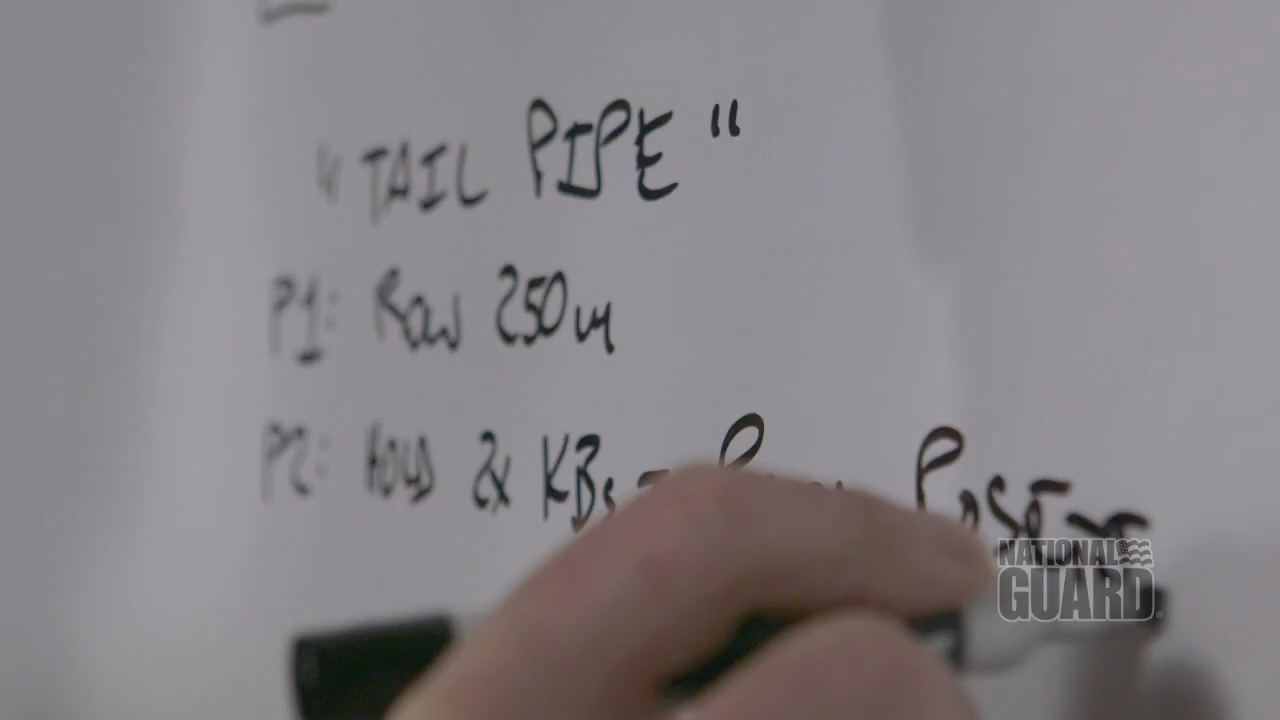 "TAIL PIPE"
P1: Row 250m
P2: HOLD 2x KBs -
NATIONAL
GUARD